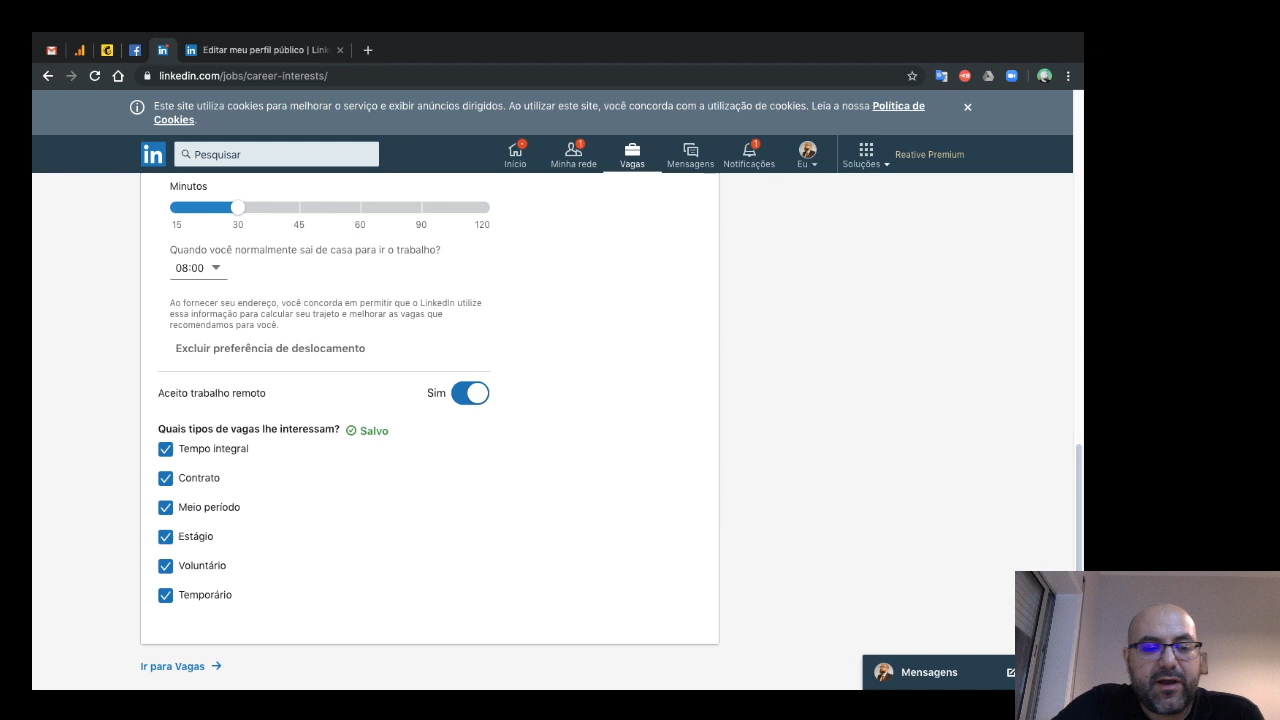 Editar meu perfil público | Link
linkedin.com/jobs/career-interests/
Este site utiliza cookies para melhorar o serviço e exibir anúncios dirigidos. Ao utilizar este site, você concorda com a utilização de cookies. Leia a nossa Política de
Cookies.
in
Pesquisar
Início
Minha rede
Vagas
Mensagens
Notificações
Eu
Soluções
Reative Premium
Minutos
15 30 45 60 90 120
Quando você normalmente sai de casa para ir o trabalho?
08:00
Ao fornecer seu endereço, você concorda em permitir que o LinkedIn utilize
essa informação para calcular seu trajeto e melhorar as vagas que
recomendamos para você.
Excluir preferência de deslocamento
Aceito trabalho remoto
Sim
Quais tipos de vagas lhe interessam? Salvo
Tempo integral
Contrato
Meio período
Estágio
Voluntário
Temporário
Ir para Vagas
Mensagens